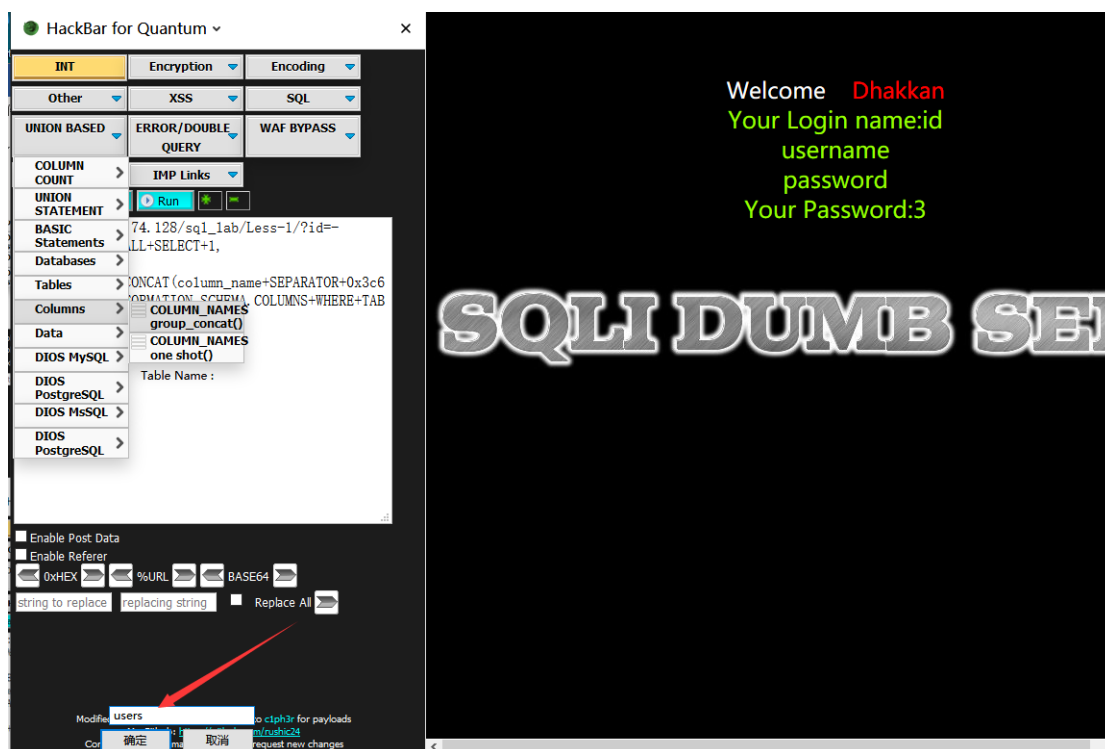 HackBar for Quantum
INT
Encryption
Encoding
Other
XSS
SQL
UNION BASED
ERROR/DOUBLE
QUERY
WAF BYPASS
COLUMN
COUNT
IMP Links
UNION
STATEMENT
Run
BASIC
Statements
74.128/sql_lab/Less-1/?id=-
LL+SELECT+1,
Databases
Tables
CONCAT(column_name+SEPARATOR+0x3c6
COLUMNS+WHERE+TAB
Columns
COLUMN_NAMES
group_concat()
COLUMN_NAMES
one shot()
Data
DIOS MySQL
Table Name :
DIOS
PostgreSQL
DIOS MsSQL
DIOS
PostgreSQL
Enable Post Data
Enable Referer
0xHEX
%URL
BASE64
string to replace
replacing string
Replace All
users
c1ph3r for payloads
m/rushic24
确定
取消
request new changes
Welcome Dhakkan
Your Login name:id
username
password
Your Password:3
SQLI DUMB SE